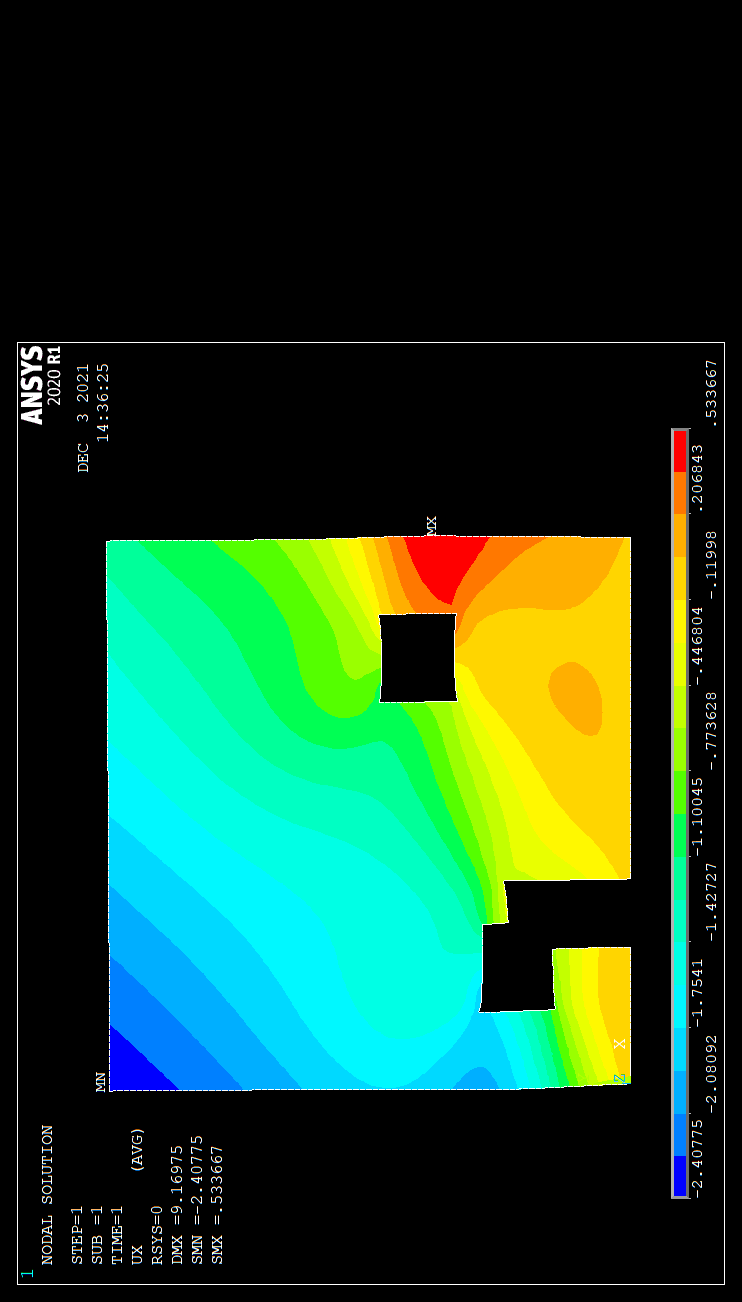 1
NODAL SOLUTION
STEP=1
SUB =1
TIME=1
UX (AVG)
RSYS=0
DMX =9.16975
SMN =-2.40775
SMX =.533667
ANSYS
2020 R1
DEC 3 2021
14:36:25
MN
MX
Z X
-2.40775 -1.7541 -1.10045 -.446804 .206843
-2.08092 -1.42727 -.773628 -.11998 .533667